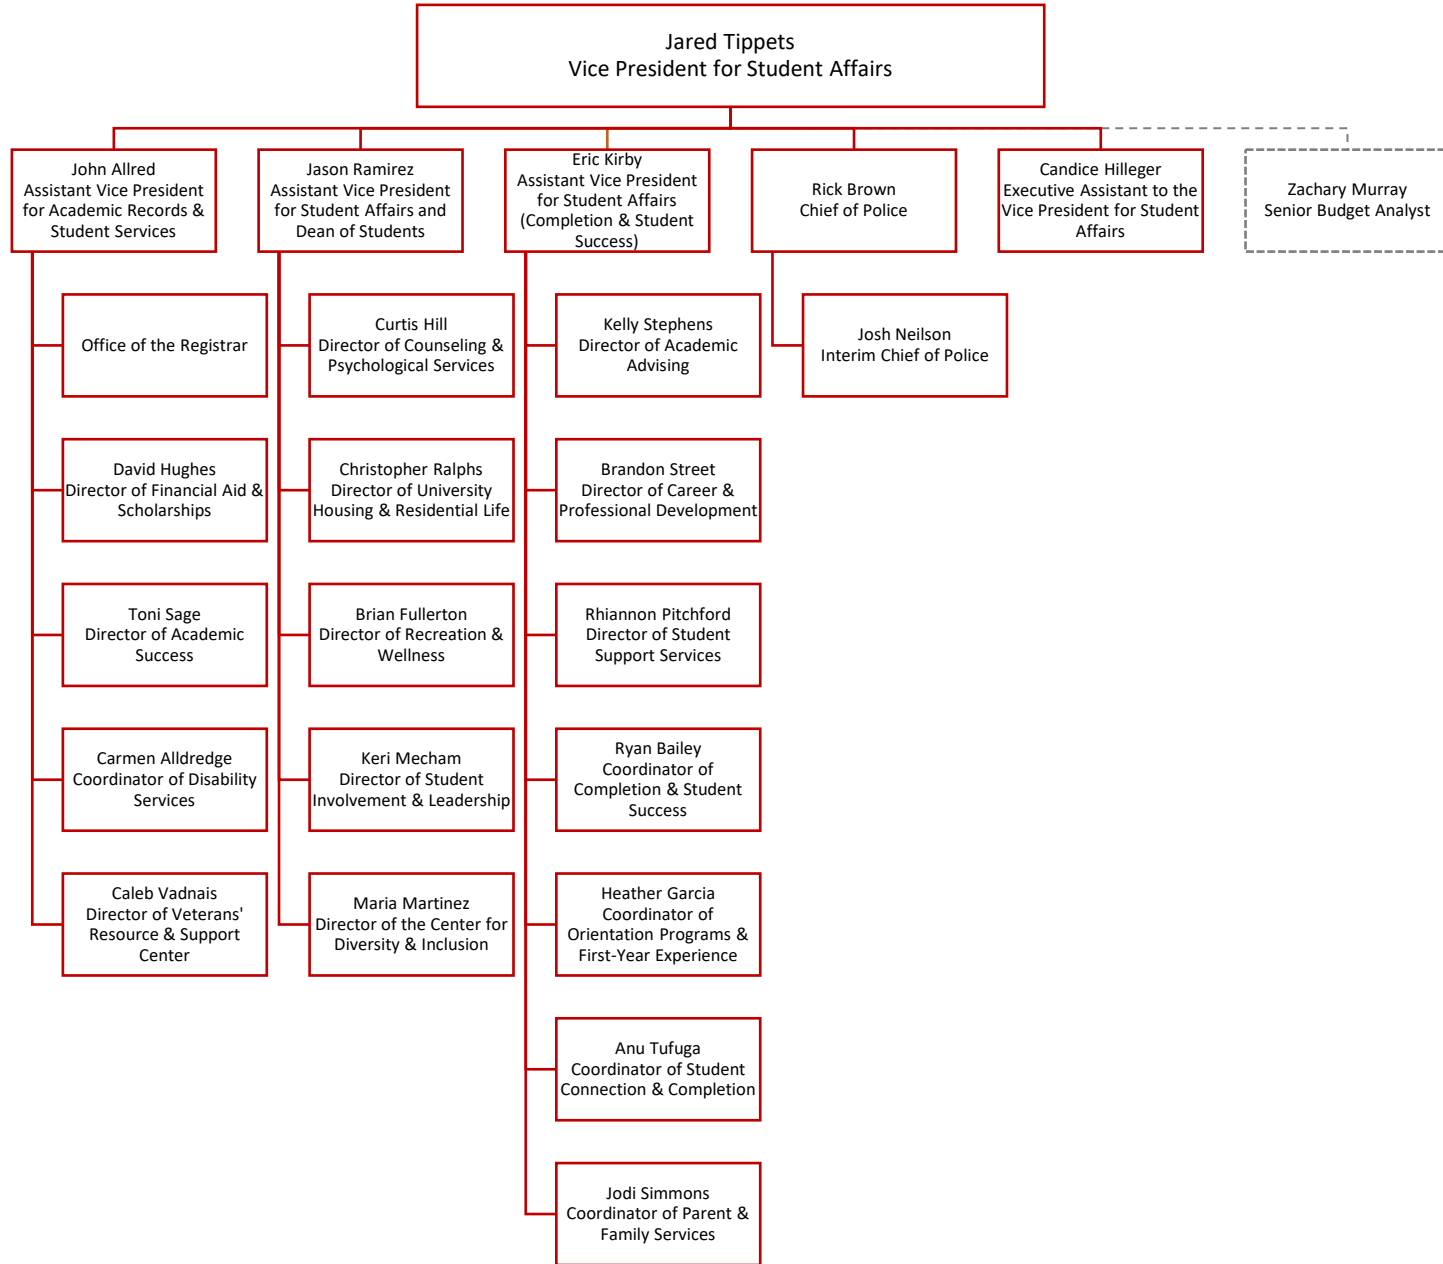 Jared Tippets
Vice President for Student Affairs
John Allred
Assistant Vice President
for Academic Records &
Student Services
Jason Ramirez
Assistant Vice President
for Student Affairs and
Dean of Students
Eric Kirby
Assistant Vice President
for Student Affairs
(Completion & Student
Success)
Rick Brown
Chief of Police
Candice Hilleger
Executive Assistant to the
Vice President for Student
Affairs
Zachary Murray
Senior Budget Analyst
Office of the Registrar
David Hughes
Director of Financial Aid &
Scholarships
Toni Sage
Director of Academic
Success
Carmen Alldredge
Coordinator of Disability
Services
Caleb Vadnais
Director of Veterans'
Resource & Support
Center
Curtis Hill
Director of Counseling &
Psychological Services
Christopher Ralphs
Director of University
Housing & Residential Life
Brian Fullerton
Director of Recreation &
Wellness
Keri Mecham
Director of Student
Involvement & Leadership
Maria Martinez
Director of the Center for
Diversity & Inclusion
Kelly Stephens
Director of Academic
Advising
Brandon Street
Director of Career &
Professional Development
Rhiannon Pitchford
Director of Student
Support Services
Ryan Bailey
Coordinator of
Completion & Student
Success
Heather Garcia
Coordinator of
Orientation Programs &
First-Year Experience
Anu Tufuga
Coordinator of Student
Connection & Completion
Jodi Simmons
Coordinator of Parent &
Family Services
Josh Neilson
Interim Chief of Police